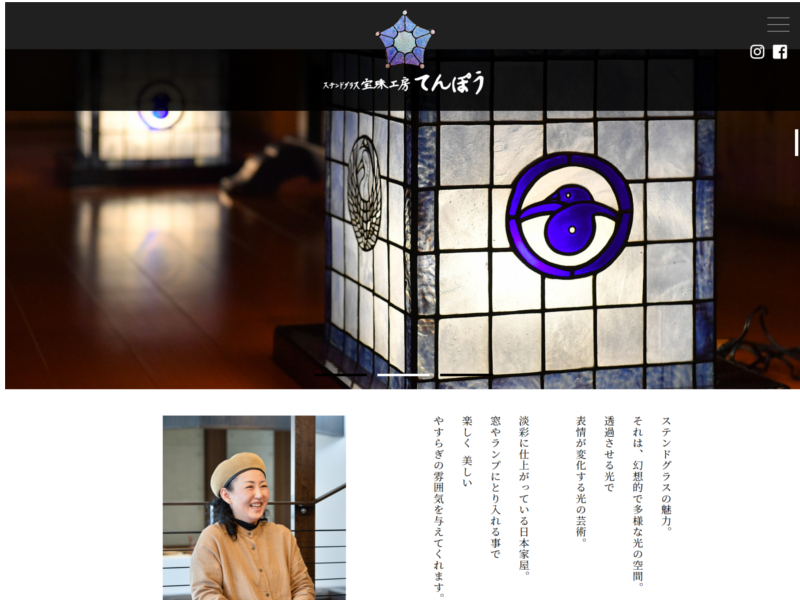 ステンドグラス宝珠工房てんぽう
ステンドグラスの魅力。
それは、幻想的で多様な光の空間。
透過させる光で
表情が変化する光の芸術。
淡彩に仕上がっている日本家屋。
窓やランプにとり入れる事で
楽しく 美しい
やすらぎの雰囲気を与えてくれます。